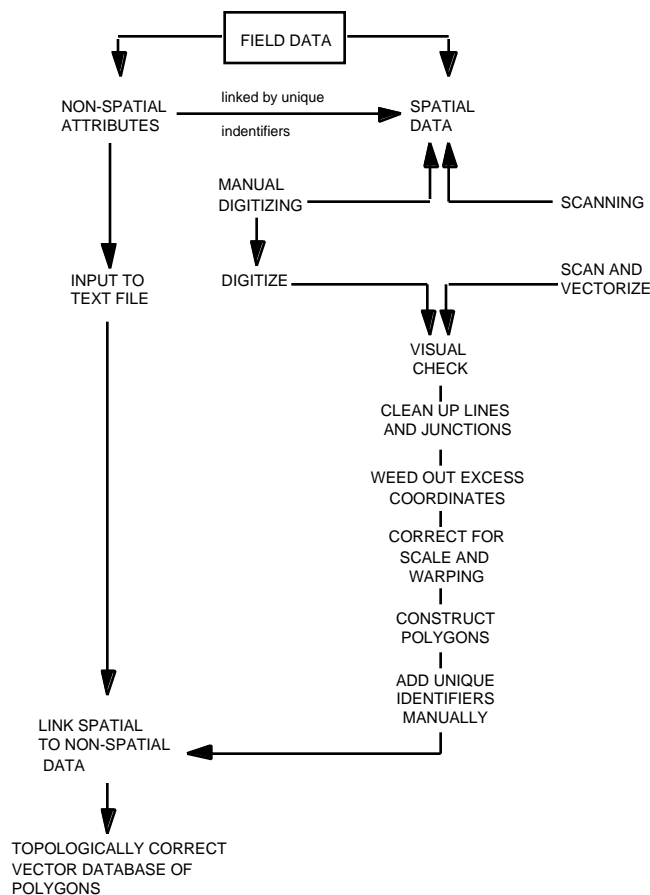 FIELD DATA
NON-SPATIAL
ATTRIBUTES
linked by unique
indentifiers
SPATIAL
DATA
MANUAL
DIGITIZING
SCANNING
INPUT TO
TEXT FILE
DIGITIZE
SCAN AND
VECTORIZE
VISUAL
CHECK
CLEAN UP LINES
AND JUNCTIONS
WEED OUT EXCESS
COORDINATES
CORRECT FOR
SCALE AND
WARPING
CONSTRUCT
POLYGONS
ADD UNIQUE
IDENTIFIERS
MANUALLY
LINK SPATIAL
TO NON-SPATIAL
DATA
TOPOLOGICALLY CORRECT
VECTOR DATABASE OF
POLYGONS